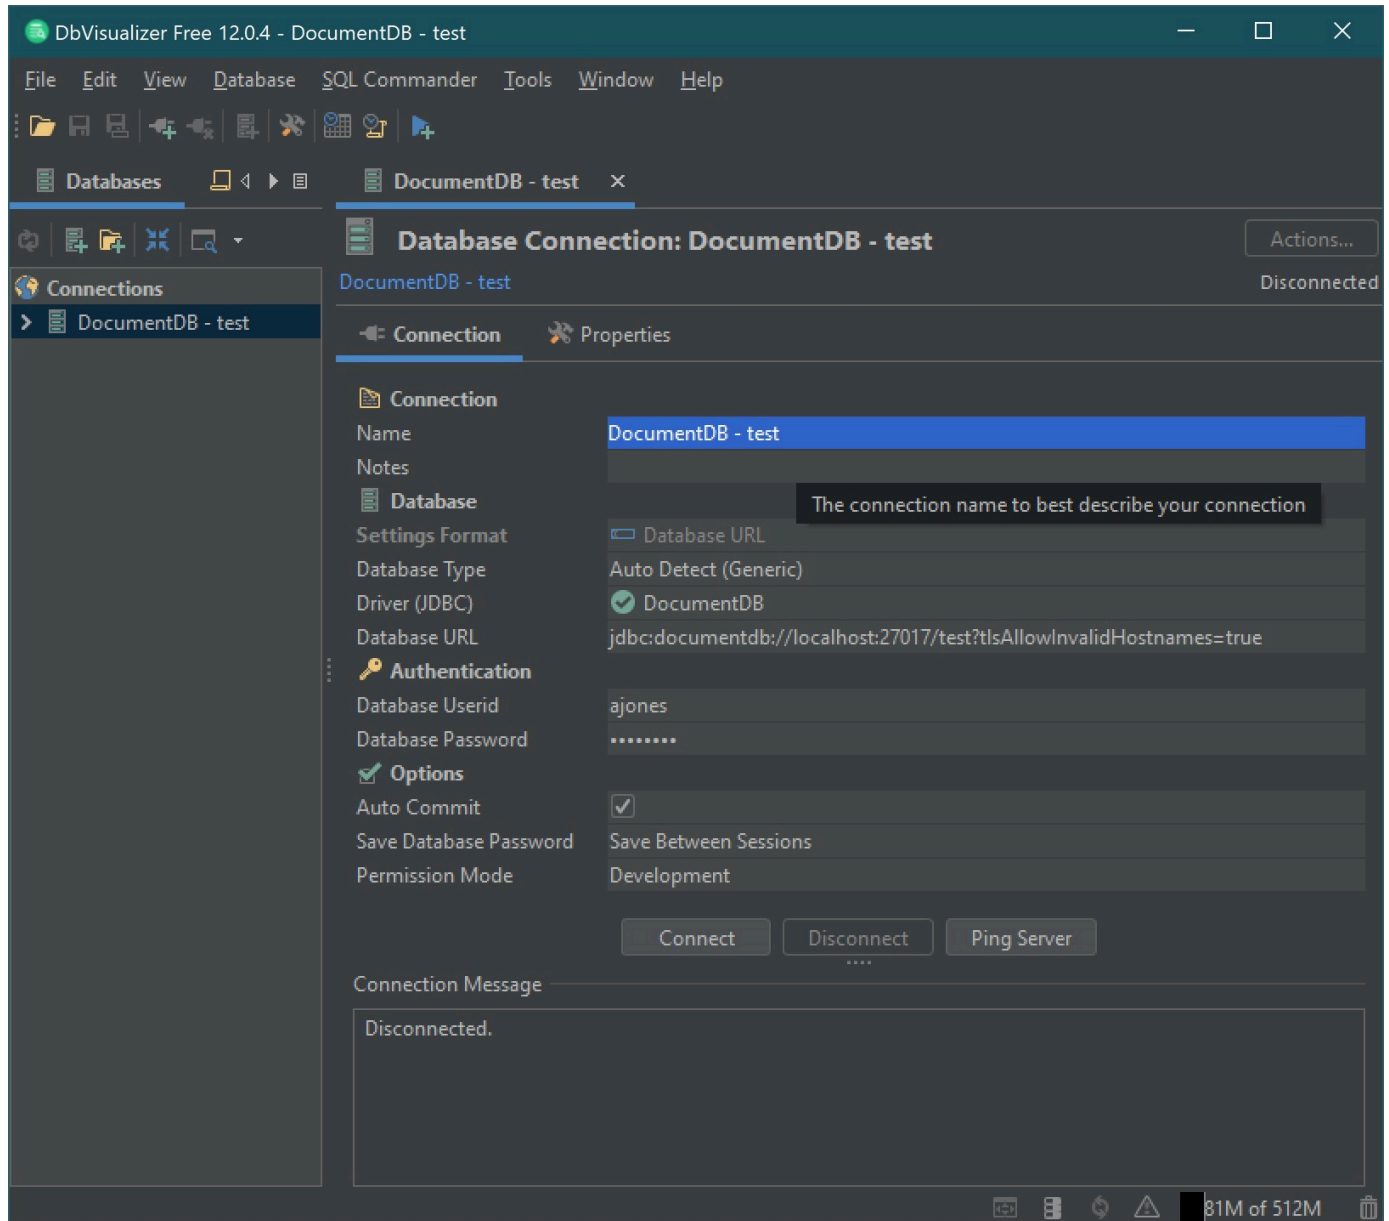 DbVisualizer Free 12.0.4 - DocumentDB - test
File Edit View Database SQL Commander Tools Window Help
Databases
DocumentDB - test
Database Connection: DocumentDB - test
Actions...
DocumentDB - test
Disconnected
Connections
DocumentDB - test
Connection Properties
Connection
Name DocumentDB - test
Notes
Database
The connection name to best describe your connection
Settings Format Database URL
Database Type Auto Detect (Generic)
Driver (JDBC) DocumentDB
Database URL jdbc:documentdb://localhost:27017/test?tlsAllowInvalidHostnames=true
Authentication
Database Userid ajones
Database Password ••••••••
Options
Auto Commit
Save Database Password Save Between Sessions
Permission Mode Development
Connect Disconnect Ping Server
Connection Message
Disconnected.
81M of 512M